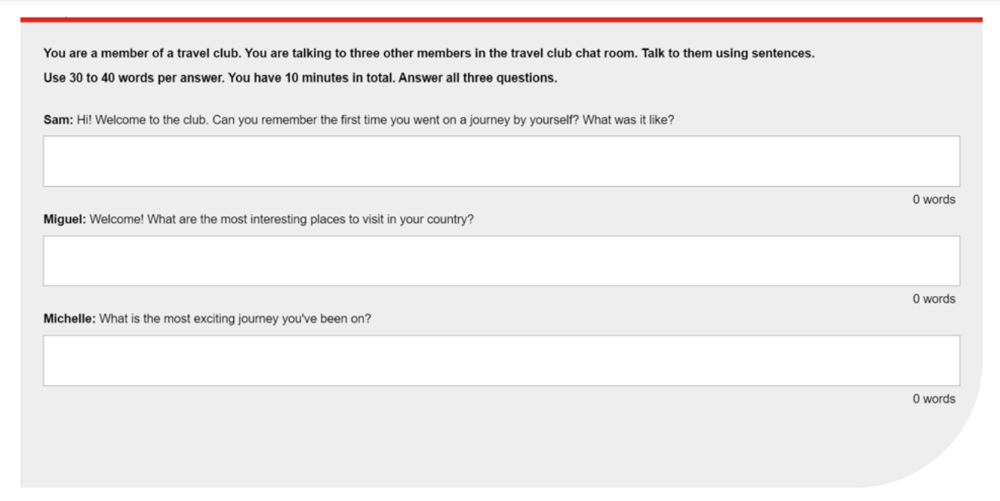 You are a member of a travel club. You are talking to three other members in the travel club chat room. Talk to them using sentences.
Use 30 to 40 words per answer. You have 10 minutes in total. Answer all three questions.
Sam: Hi! Welcome to the club. Can you remember the first time you went on a journey by yourself? What was it like?
0 words
Miguel: Welcome! What are the most interesting places to visit in your country?
0 words
Michelle: What is the most exciting journey you've been on?
0 words